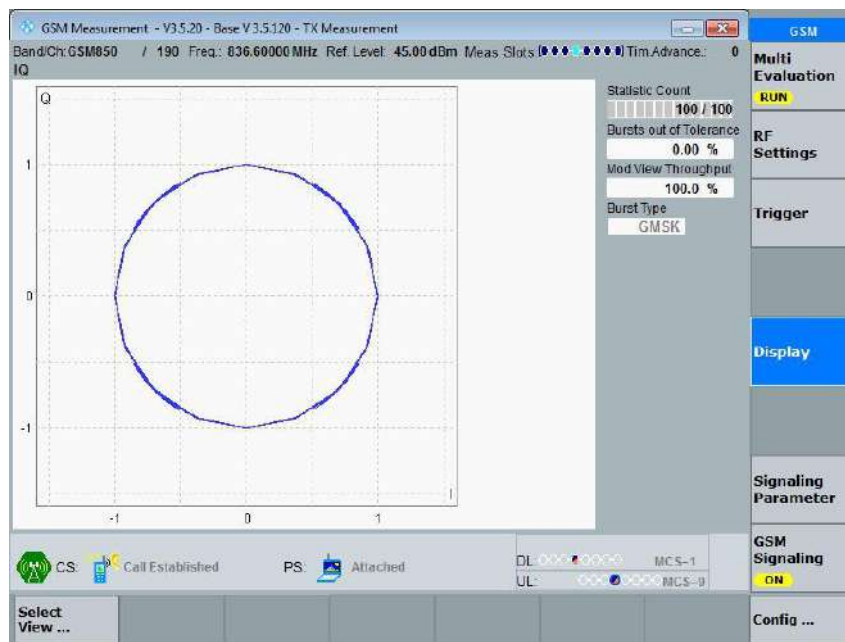 GSM Measurement - V3.5.20 - Base V 3.5.120 - TX Measurement
GSM
Band/Ch: GSM850 / 190 Freq.: 836.60000 MHz Ref. Level: 45.00 dBm Meas. Slots Tim.Advance.: 0
IQ
Multi
Evaluation
RUN
Q
Statistic Count
100 / 100
Bursts out of Tolerance
0.00 %
Mod.View Throughput
100.0 %
Burst Type
GMSK
RF
Settings
Trigger
1
0
-1
I
-1 0 1
Display
Signaling
Parameter
GSM
Signaling
ON
CS: Call Established PS: Attached
DL: MCS-1
UL: MCS-9
Select
View ...
Config ...